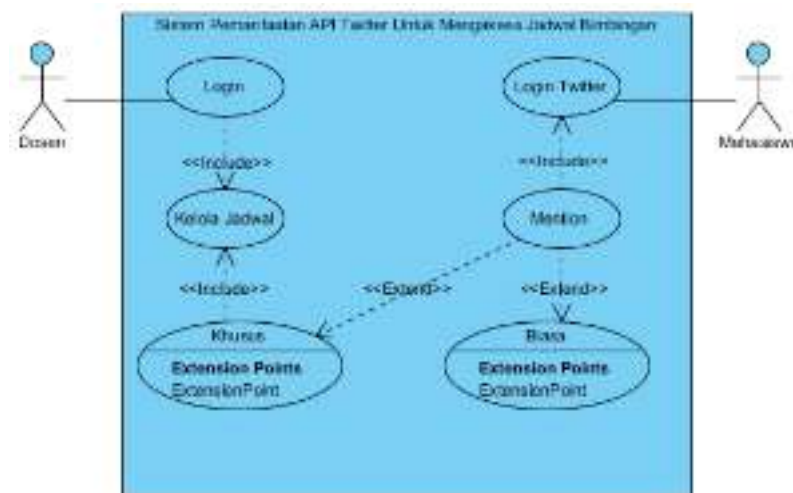 Sistem Pemanfaatan API Twitter Untuk Mengakses Jadwal Bimbingan
Login
Login Twitter
Dosen
Mahasiswa
<<Include>>
<<Include>>
Kelola Jadwal
Mention
<<Include>>
<<Extend>>
<<Extend>>
Khusus
Biasa
Extension Points
ExtensionPoint
Extension Points
ExtensionPoint